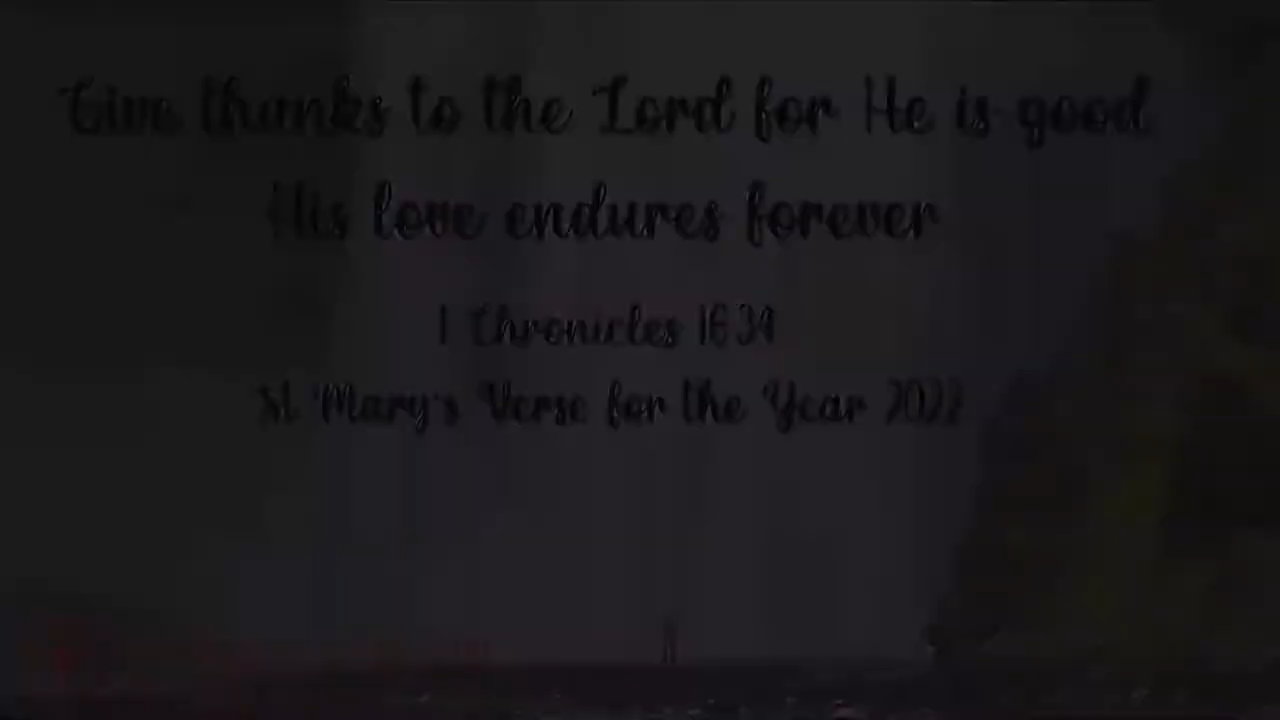 Give thanks to the Lord for He is good
His love endures forever
1 Chronicles 16:34
St Mary's Verse for the Year 2022